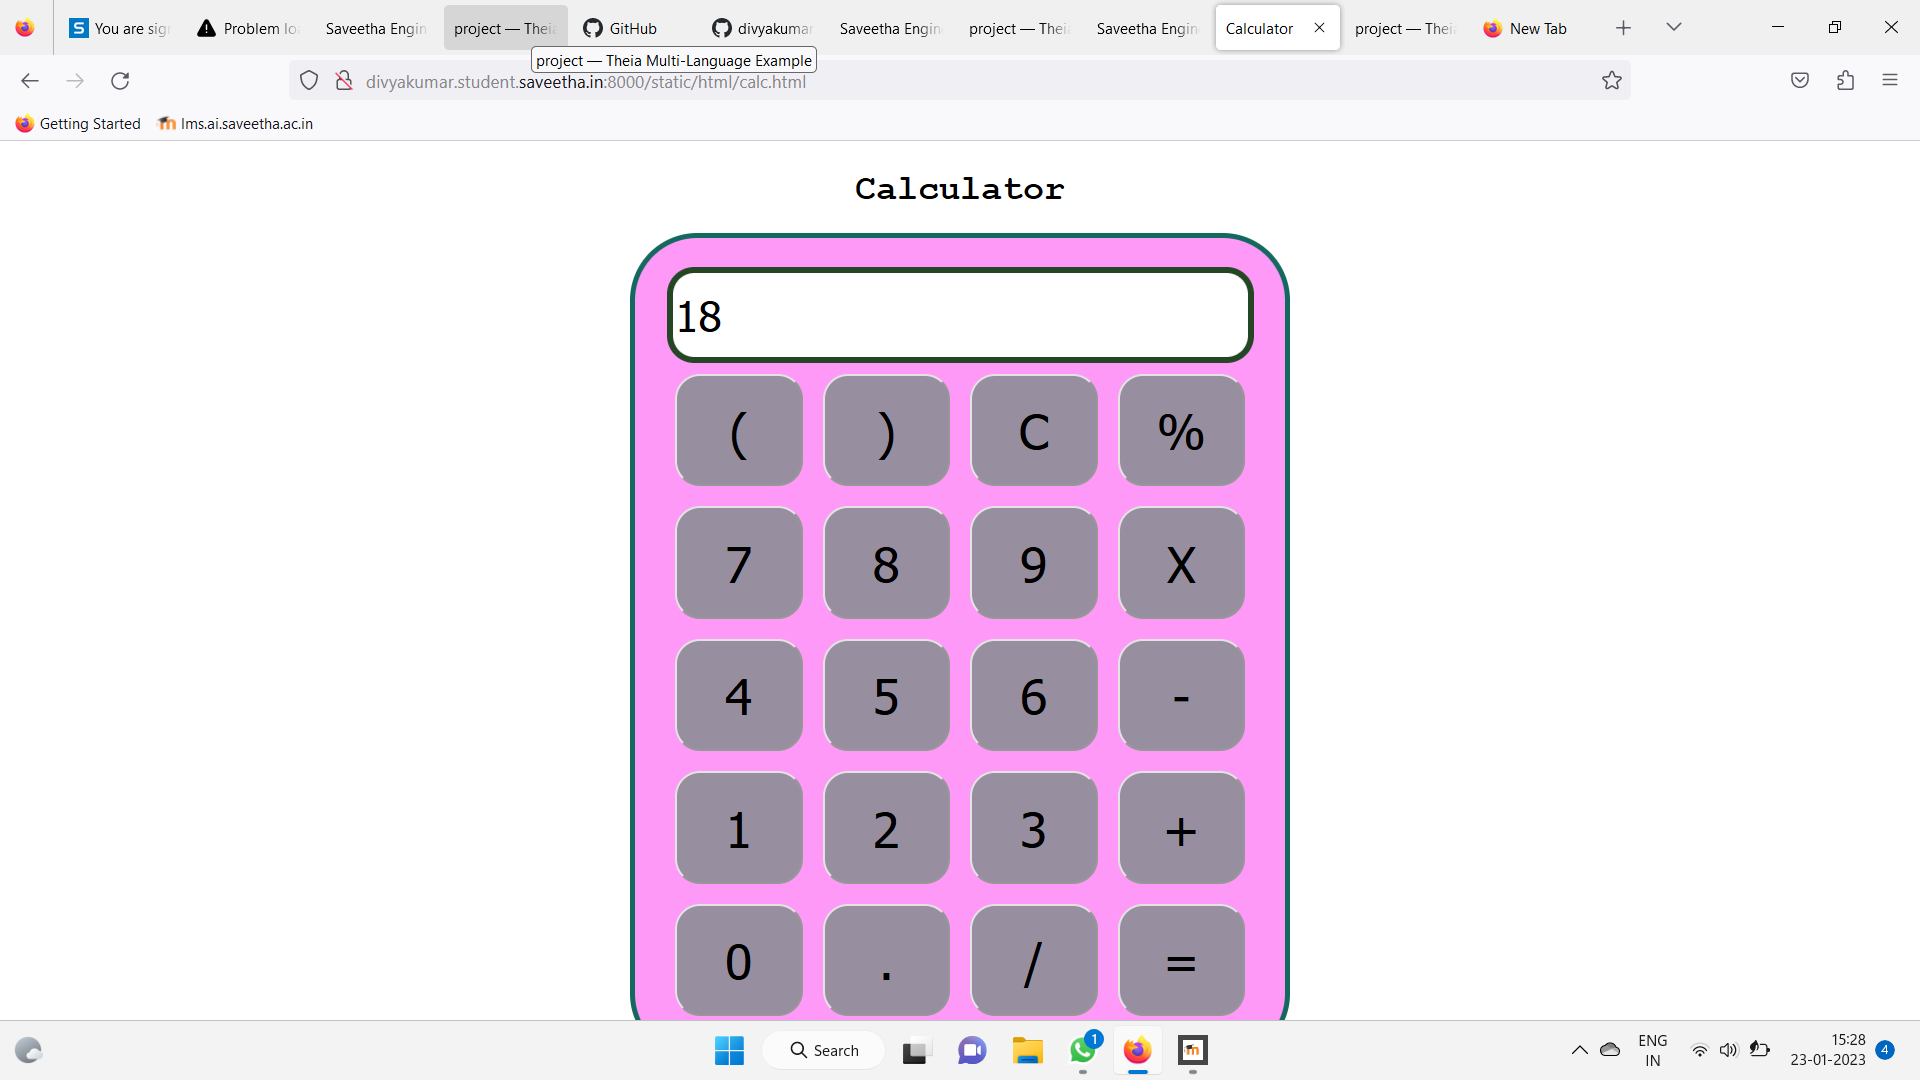 You are sig
Problem lo
Saveetha Engin
project — Theia
GitHub
divyakumar
Saveetha Engin
project — Theia
Saveetha Engin
Calculator
project — Thei
New Tab
project — Theia Multi-Language Example
divyakumar.student.saveetha.in:8000/static/html/calc.html
Getting Started
lms.ai.saveetha.ac.in
Calculator
18
( ) C %
7 8 9 X
4 5 6 -
1 2 3 +
0 . / =
Search
1
ENG
IN
15:28
23-01-2023
4